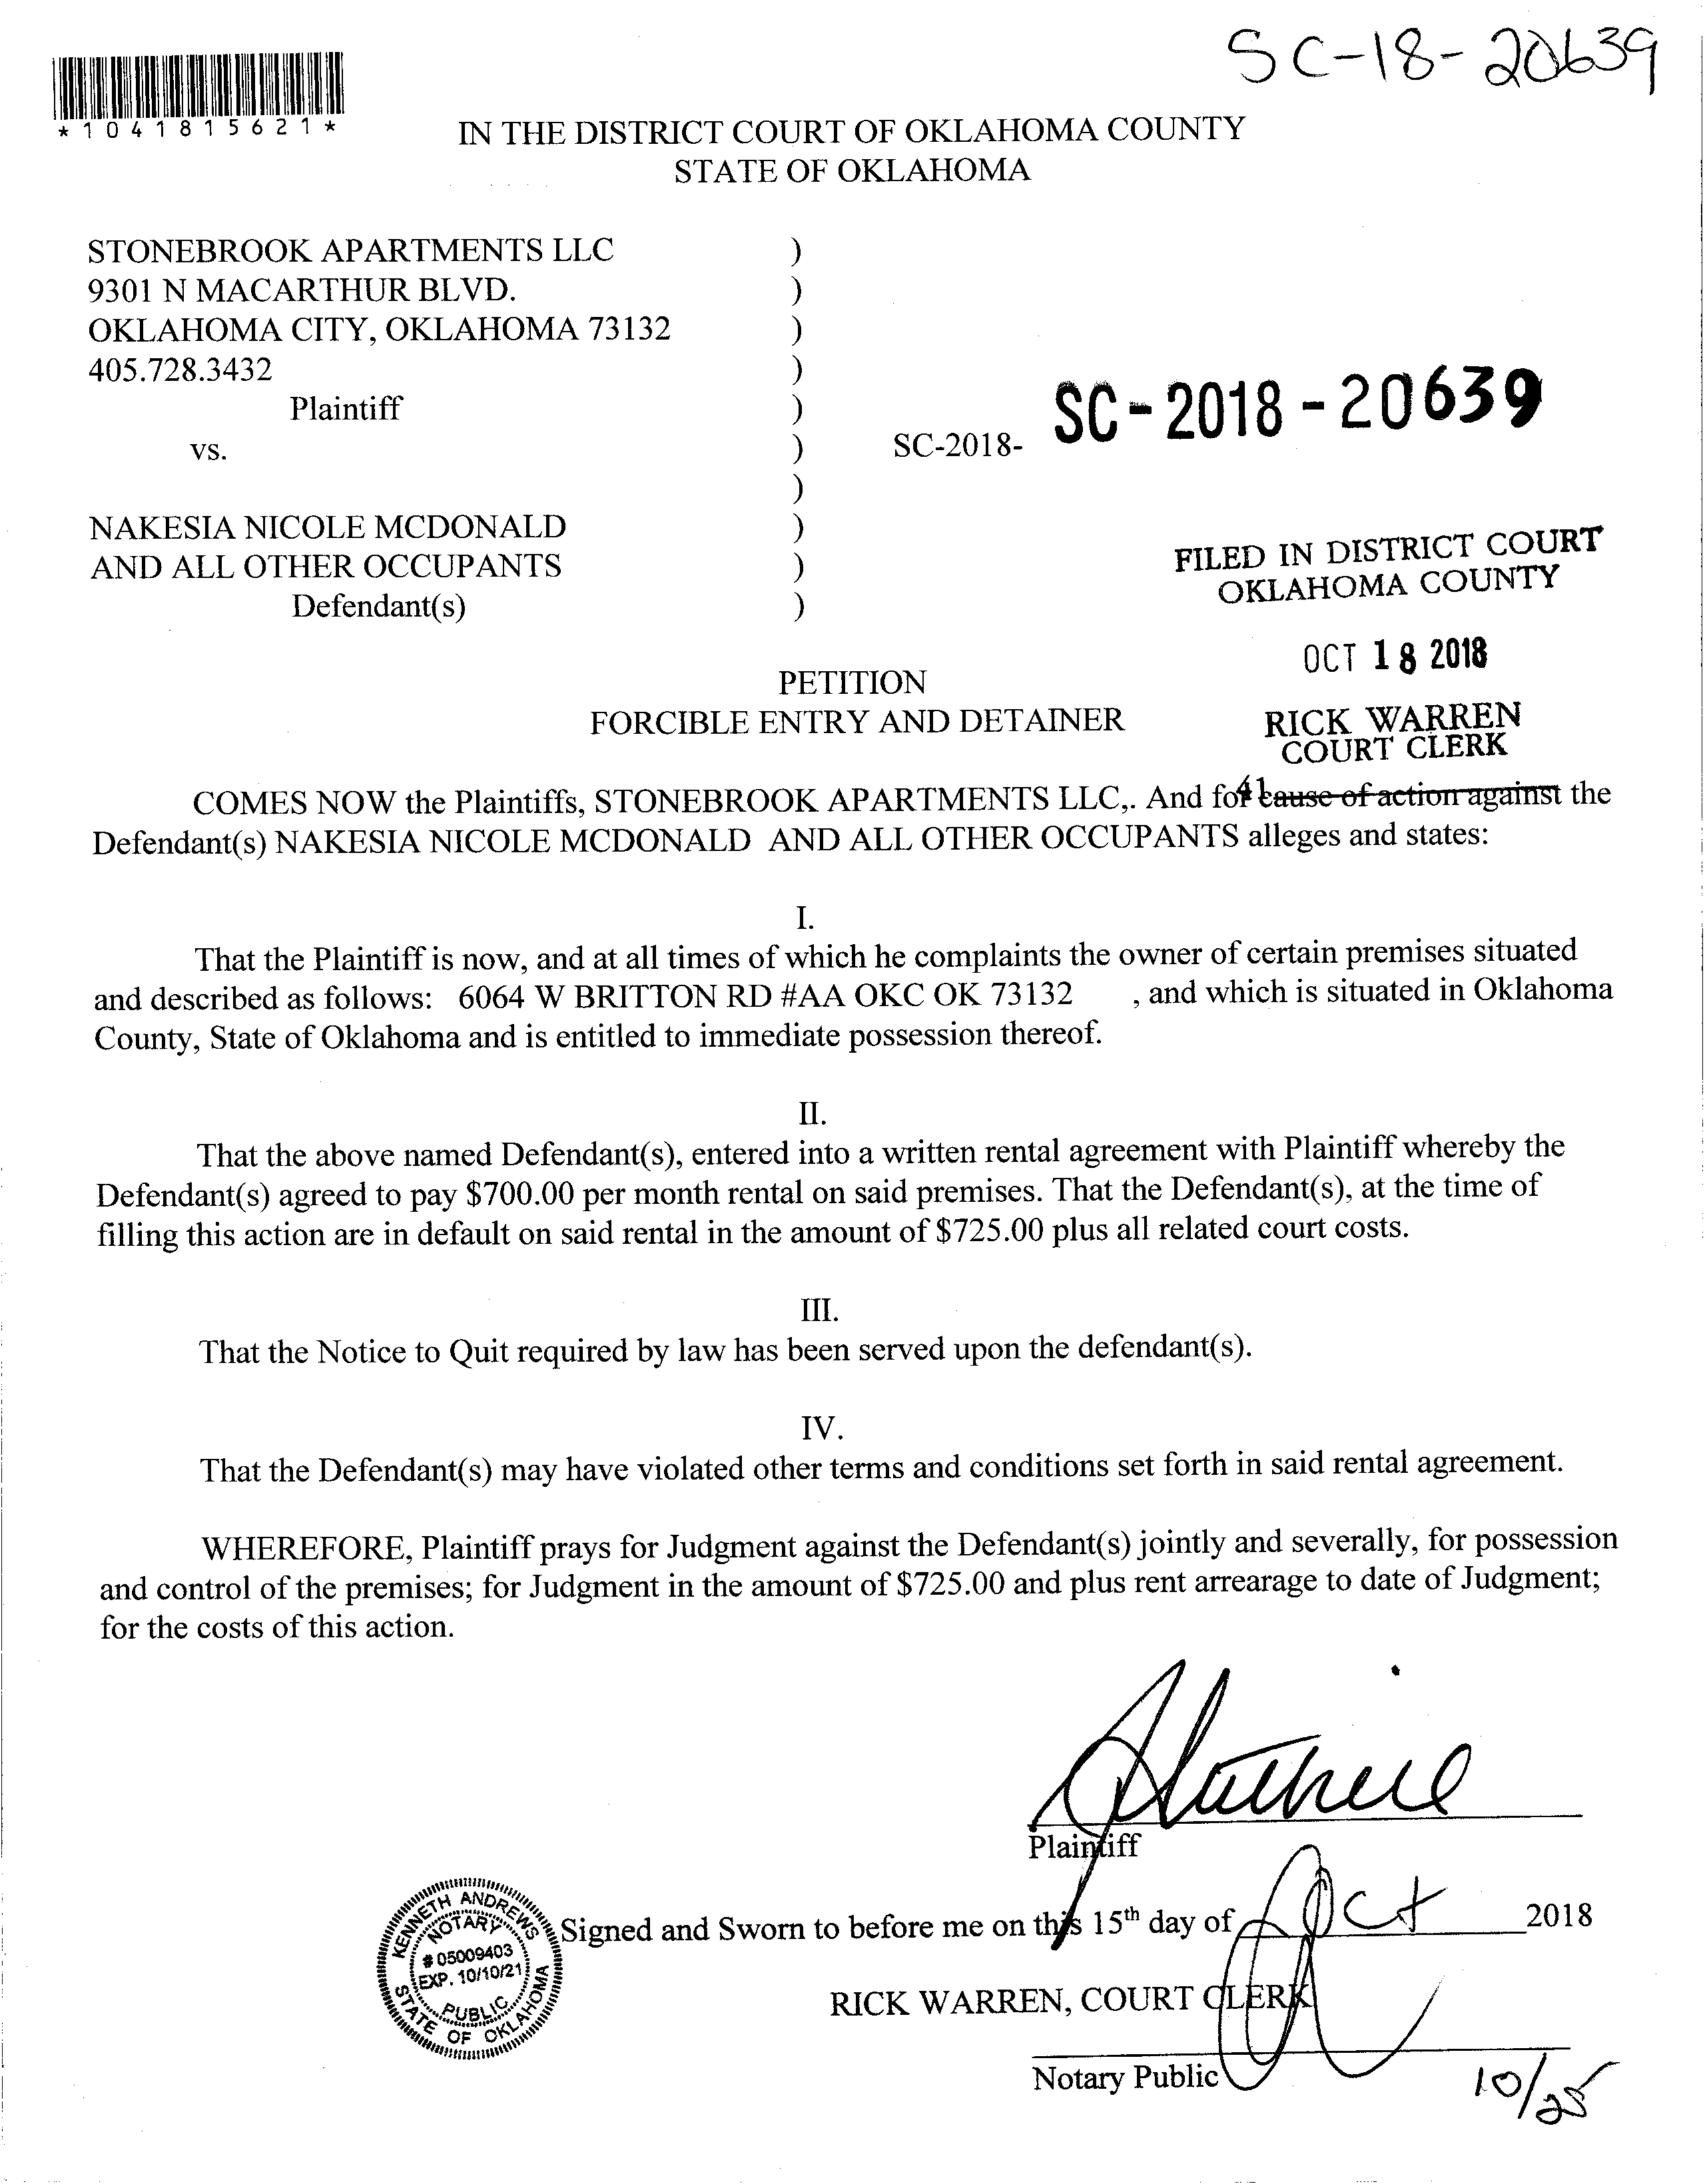 SC-18-20639
*1041815621*
IN THE DISTRICT COURT OF OKLAHOMA COUNTY
STATE OF OKLAHOMA
STONEBROOK APARTMENTS LLC )
9301 N MACARTHUR BLVD. )
OKLAHOMA CITY, OKLAHOMA 73132 )
405.728.3432 )
Plaintiff )
vs. ) SC-2018- SC-2018-20639
)
NAKESIA NICOLE MCDONALD )
AND ALL OTHER OCCUPANTS )
Defendant(s) )
FILED IN DISTRICT COURT
OKLAHOMA COUNTY
OCT 18 2018
RICK WARREN
COURT CLERK
PETITION
FORCIBLE ENTRY AND DETAINER
COMES NOW the Plaintiffs, STONEBROOK APARTMENTS LLC,. And for cause of action against the
Defendant(s) NAKESIA NICOLE MCDONALD AND ALL OTHER OCCUPANTS alleges and states:
I.
That the Plaintiff is now, and at all times of which he complaints the owner of certain premises situated
and described as follows: 6064 W BRITTON RD #AA OKC OK 73132 , and which is situated in Oklahoma
County, State of Oklahoma and is entitled to immediate possession thereof.
II.
That the above named Defendant(s), entered into a written rental agreement with Plaintiff whereby the
Defendant(s) agreed to pay $700.00 per month rental on said premises. That the Defendant(s), at the time of
filling this action are in default on said rental in the amount of $725.00 plus all related court costs.
III.
That the Notice to Quit required by law has been served upon the defendant(s).
IV.
That the Defendant(s) may have violated other terms and conditions set forth in said rental agreement.
WHEREFORE, Plaintiff prays for Judgment against the Defendant(s) jointly and severally, for possession
and control of the premises; for Judgment in the amount of $725.00 and plus rent arrearage to date of Judgment;
for the costs of this action.
Plaintiff
Signed and Sworn to before me on this 15th day of Oct 2018
KENNETH ANDREWS
NOTARY
# 05009403
EXP. 10/10/21
PUBLIC
STATE OF OKLAHOMA
RICK WARREN, COURT CLERK
Notary Public
10/25